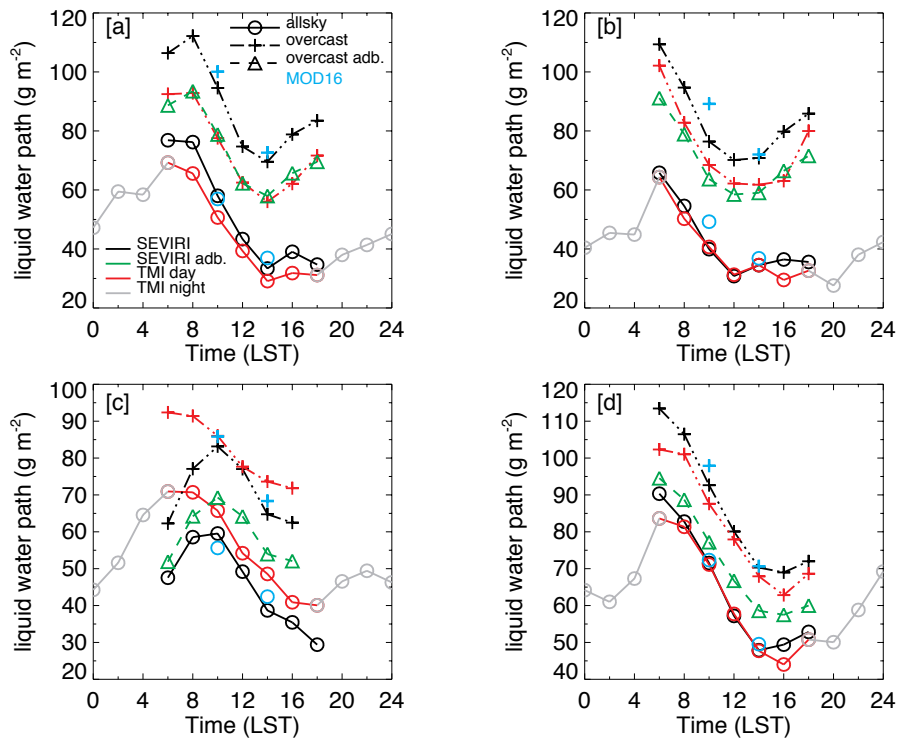 [a]
allsky
overcast
overcast adb.
MOD16
SEVIRI
SEVIRI adb.
TMI day
TMI night
liquid water path (g m-2)
120
100
80
60
40
20
0 4 8 12 16 20 24
Time (LST)
[b]
liquid water path (g m-2)
120
100
80
60
40
20
0 4 8 12 16 20 24
Time (LST)
[c]
liquid water path (g m-2)
100
90
80
70
60
50
40
30
20
0 4 8 12 16 20 24
Time (LST)
[d]
liquid water path (g m-2)
120
110
100
90
80
70
60
50
40
0 4 8 12 16 20 24
Time (LST)